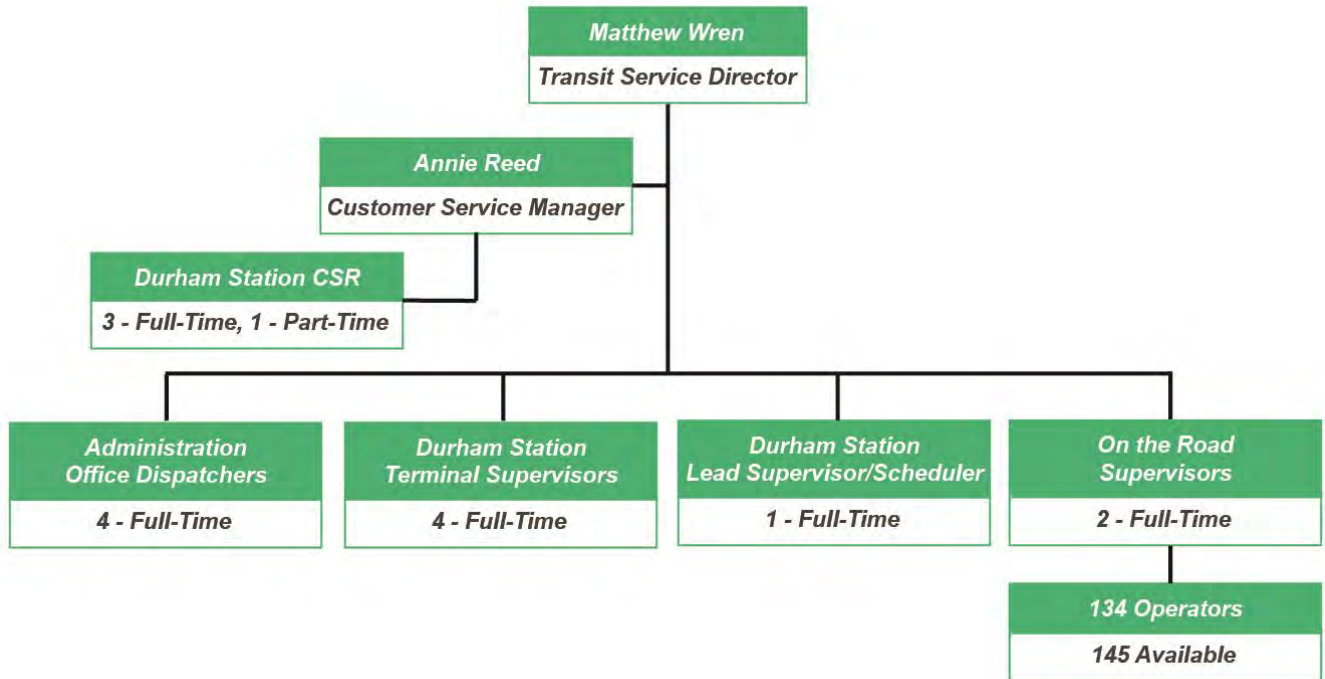 Matthew Wren
Transit Service Director
Annie Reed
Customer Service Manager
Durham Station CSR
3 - Full-Time, 1 - Part-Time
Administration
Office Dispatchers
4 - Full-Time
Durham Station
Terminal Supervisors
4 - Full-Time
Durham Station
Lead Supervisor/Scheduler
1 - Full-Time
On the Road
Supervisors
2 - Full-Time
134 Operators
145 Available